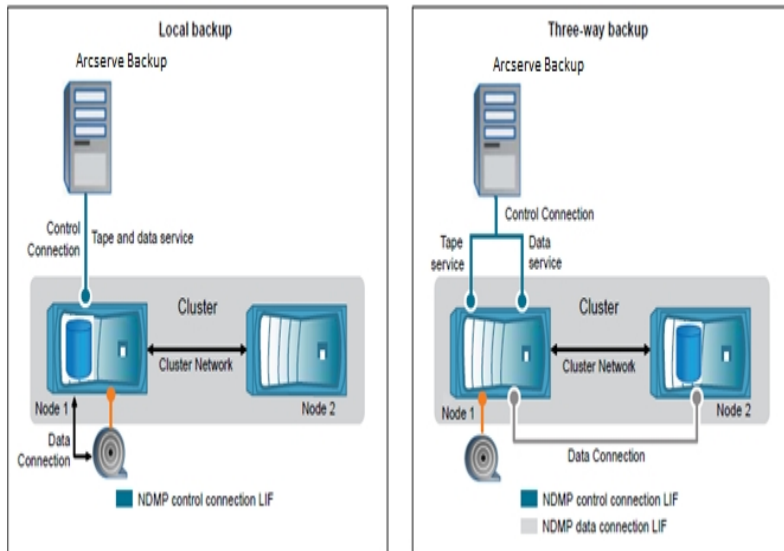 Local backup
Arcserve Backup
Control
Connection
Tape and data service
Cluster
Cluster Network
Node 1
Node 2
Data
Connection
NDMP control connection LIF
Three-way backup
Arcserve Backup
Control Connection
Tape
service
Data
service
Cluster
Cluster Network
Node 1
Node 2
Data Connection
NDMP control connection LIF
NDMP data connection LIF